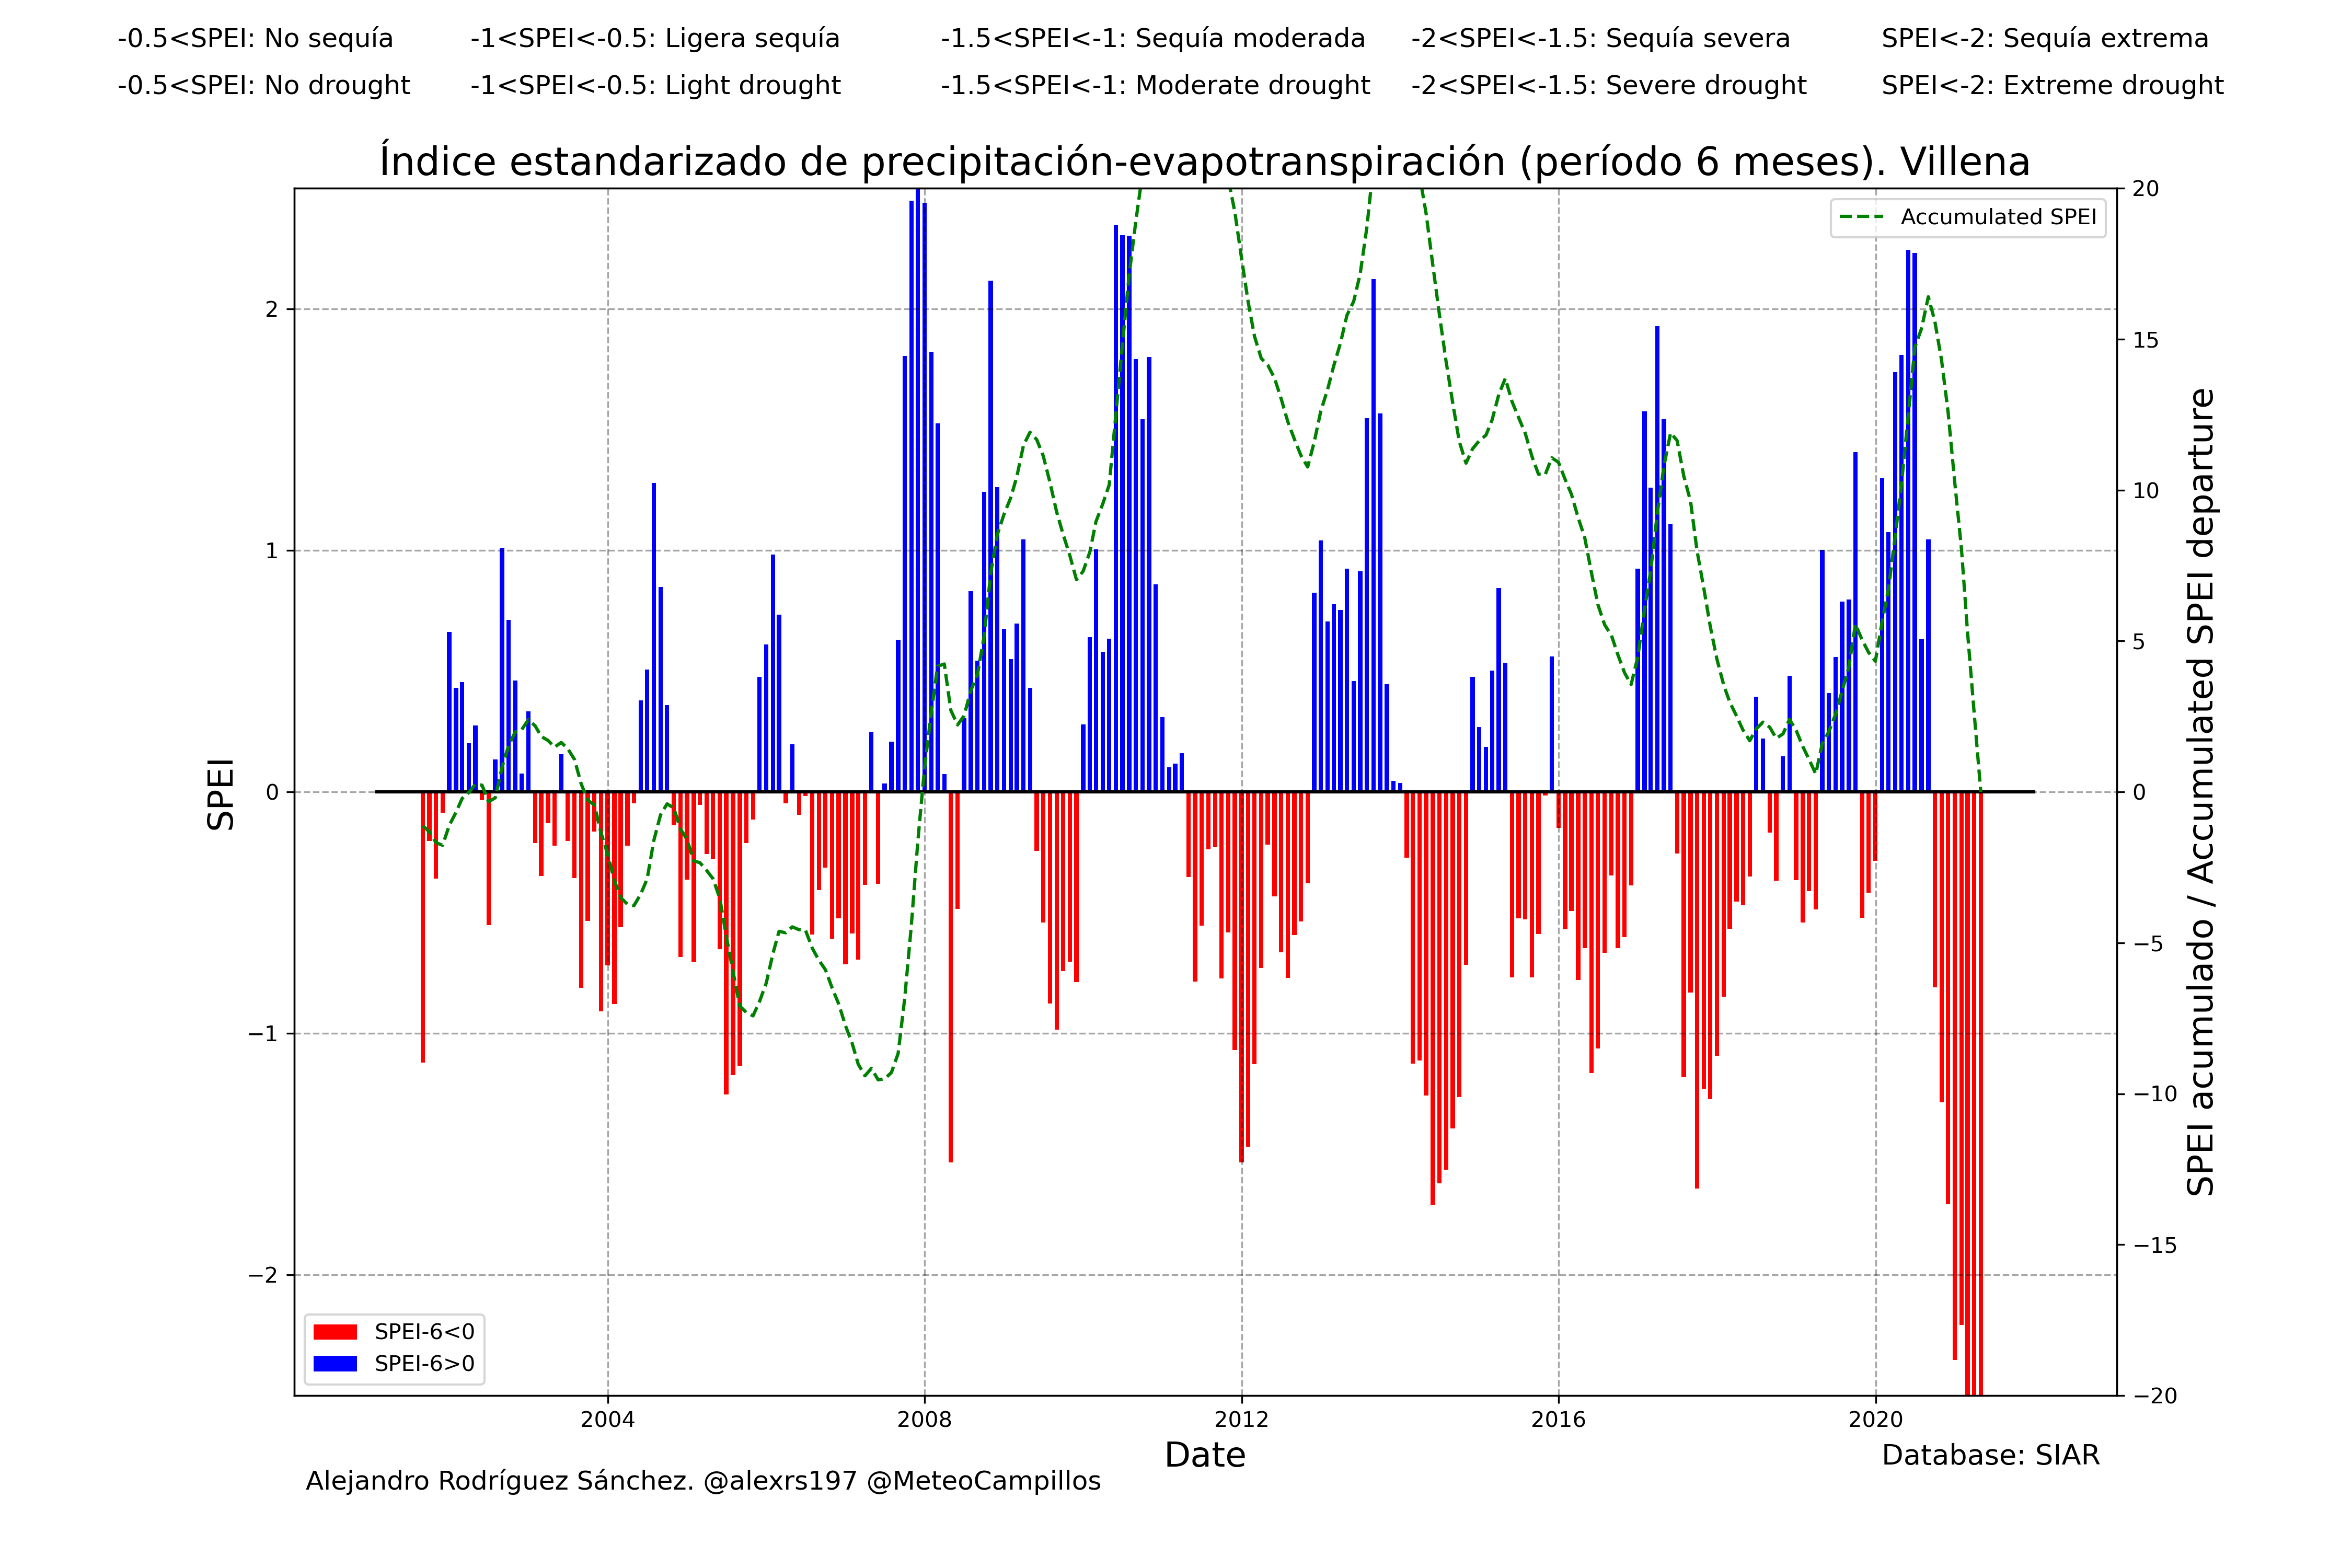 -0.5<SPEI: No sequía -1<SPEI<-0.5: Ligera sequía -1.5<SPEI<-1: Sequía moderada -2<SPEI<-1.5: Sequía severa SPEI<-2: Sequía extrema
-0.5<SPEI: No drought -1<SPEI<-0.5: Light drought -1.5<SPEI<-1: Moderate drought -2<SPEI<-1.5: Severe drought SPEI<-2: Extreme drought
Índice estandarizado de precipitación-evapotranspiración (período 6 meses). Villena
Accumulated SPEI
SPEI
2
1
0
−1
−2
20
15
10
5
0
−5
−10
−15
−20
SPEI acumulado / Accumulated SPEI departure
SPEI-6<0
SPEI-6>0
2004 2008 2012 2016 2020
Date
Database: SIAR
Alejandro Rodríguez Sánchez. @alexrs197 @MeteoCampillos